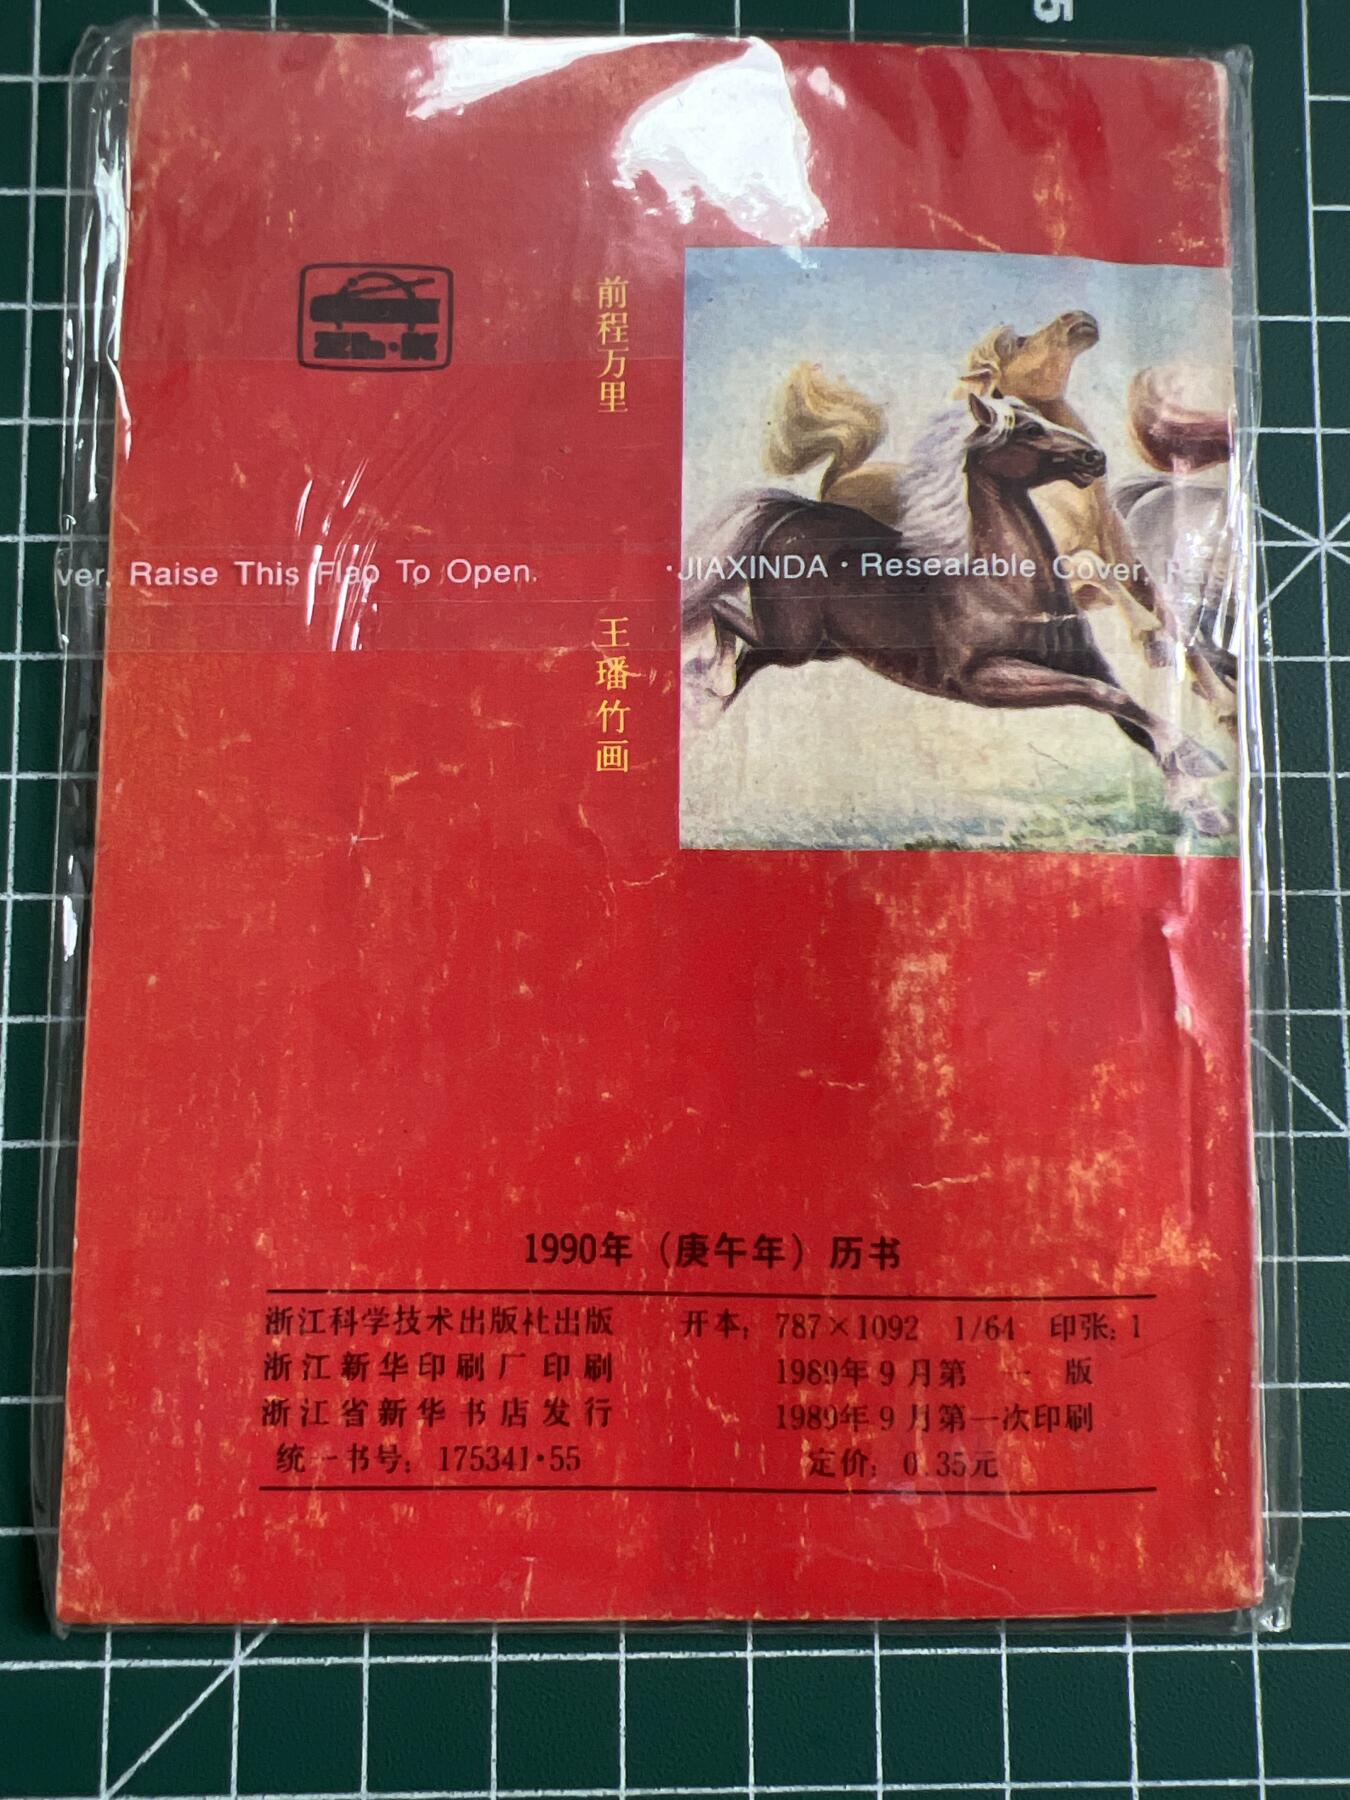 5
Zh·K
前程万里
王璠竹画
ver. Raise This Flap To Open.
·JIAXINDA · Resealable Cover.
1990年（庚午年）历书
浙江科学技术出版社出版
浙江新华印刷厂印刷
浙江省新华书店发行
统一书号：175341·55
开本：787×1092 1/64 印张：1
1989年9月第一版
1989年9月第一次印刷
定价：0.35元